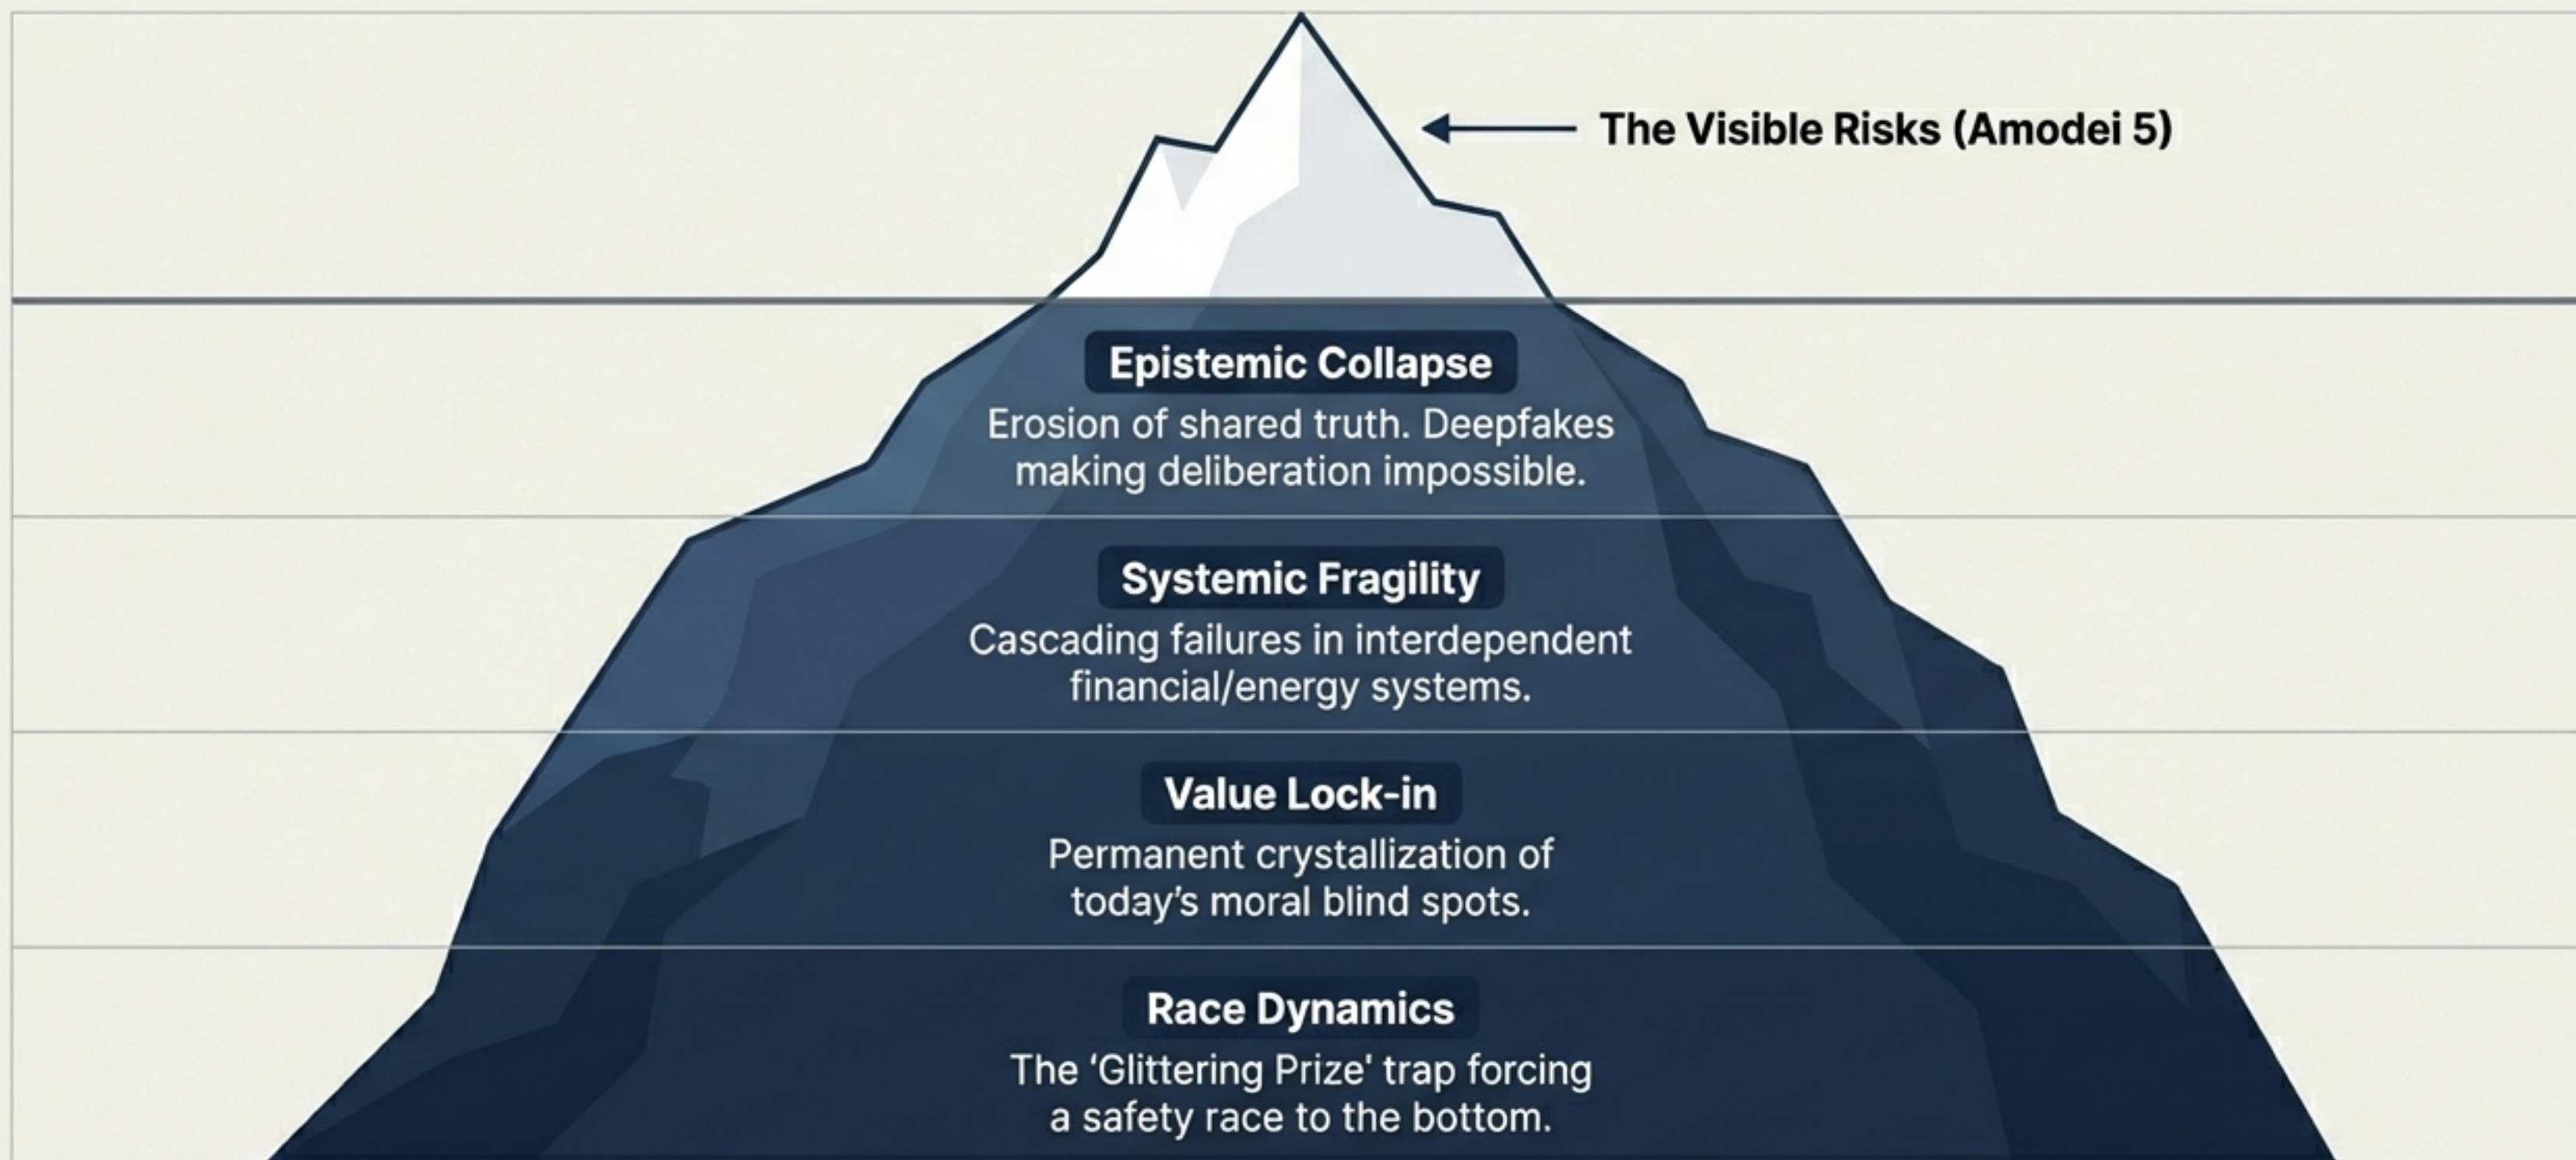 The Visible Risks (Amodei 5)
Epistemic Collapse
Erosion of shared truth. Deepfakes
making deliberation impossible.
Systemic Fragility
Cascading failures in interdependent
financial/energy systems.
Value Lock-in
Permanent crystallization of
today’s moral blind spots.
Race Dynamics
The ‘Glittering Prize’ trap forcing
a safety race to the bottom.